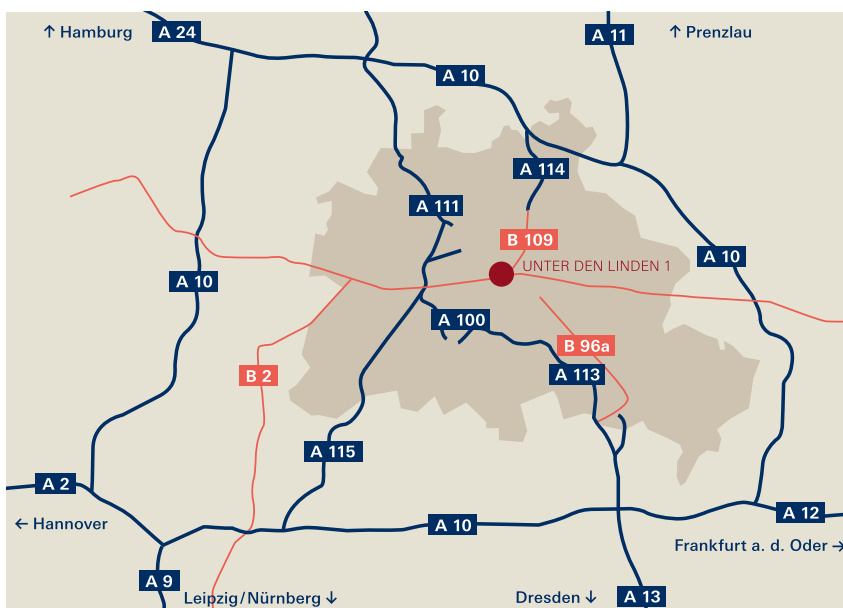 ↑ Hamburg
A 24
A 11
↑ Prenzlau
A 10
A 114
A 111
B 109
A 10
UNTER DEN LINDEN 1
A 10
A 100
B 96a
B 2
A 113
A 115
A 2
A 12
← Hannover
A 10
Frankfurt a. d. Oder →
A 9
Leipzig/Nürnberg ↓
Dresden ↓
A 13